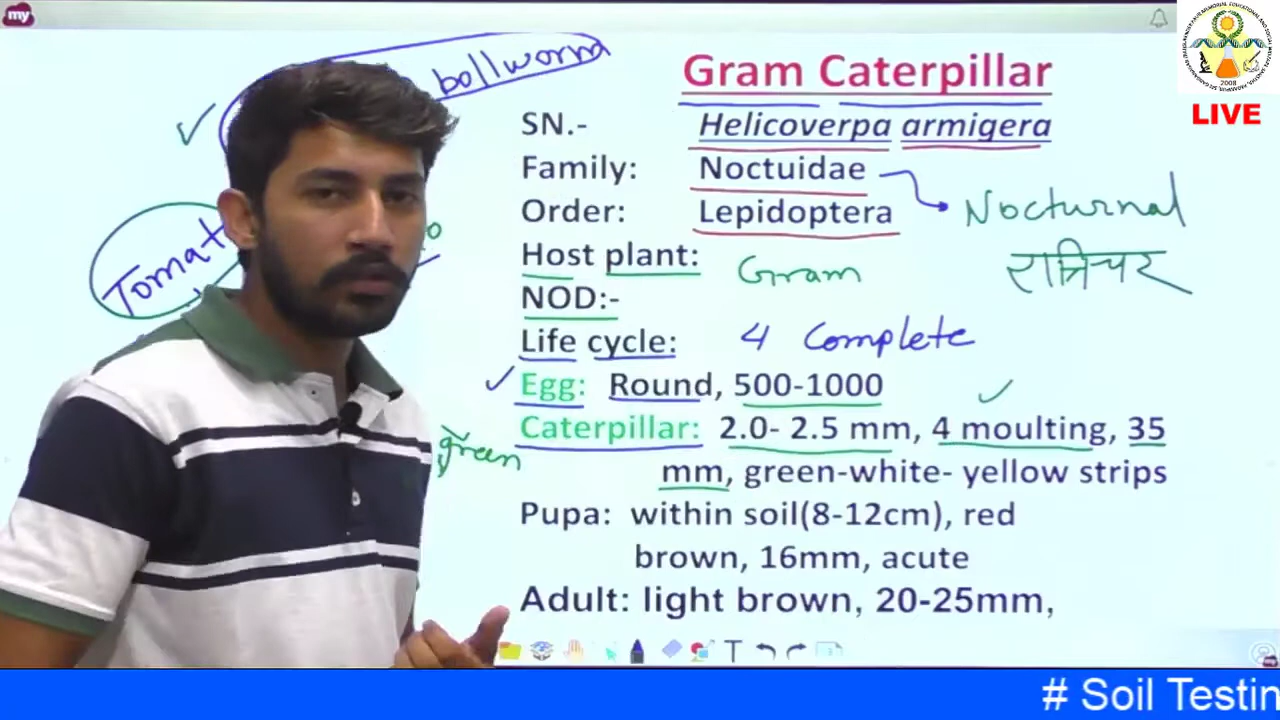 my
bollworm
Gram Caterpillar
SN.- Helicoverpa armigera
Family: Noctuidae
Nocturnal
रात्रिचर
Order: Lepidoptera
Host plant: Gram
NOD:-
Life cycle: 4 Complete
Egg: Round, 500-1000
Caterpillar: 2.0- 2.5 mm, 4 moulting, 35
mm, green-white- yellow strips
Pupa: within soil(8-12cm), red
brown, 16mm, acute
Adult: light brown, 20-25mm,
Tomat
green
2008
LIVE
T
# Soil Testin